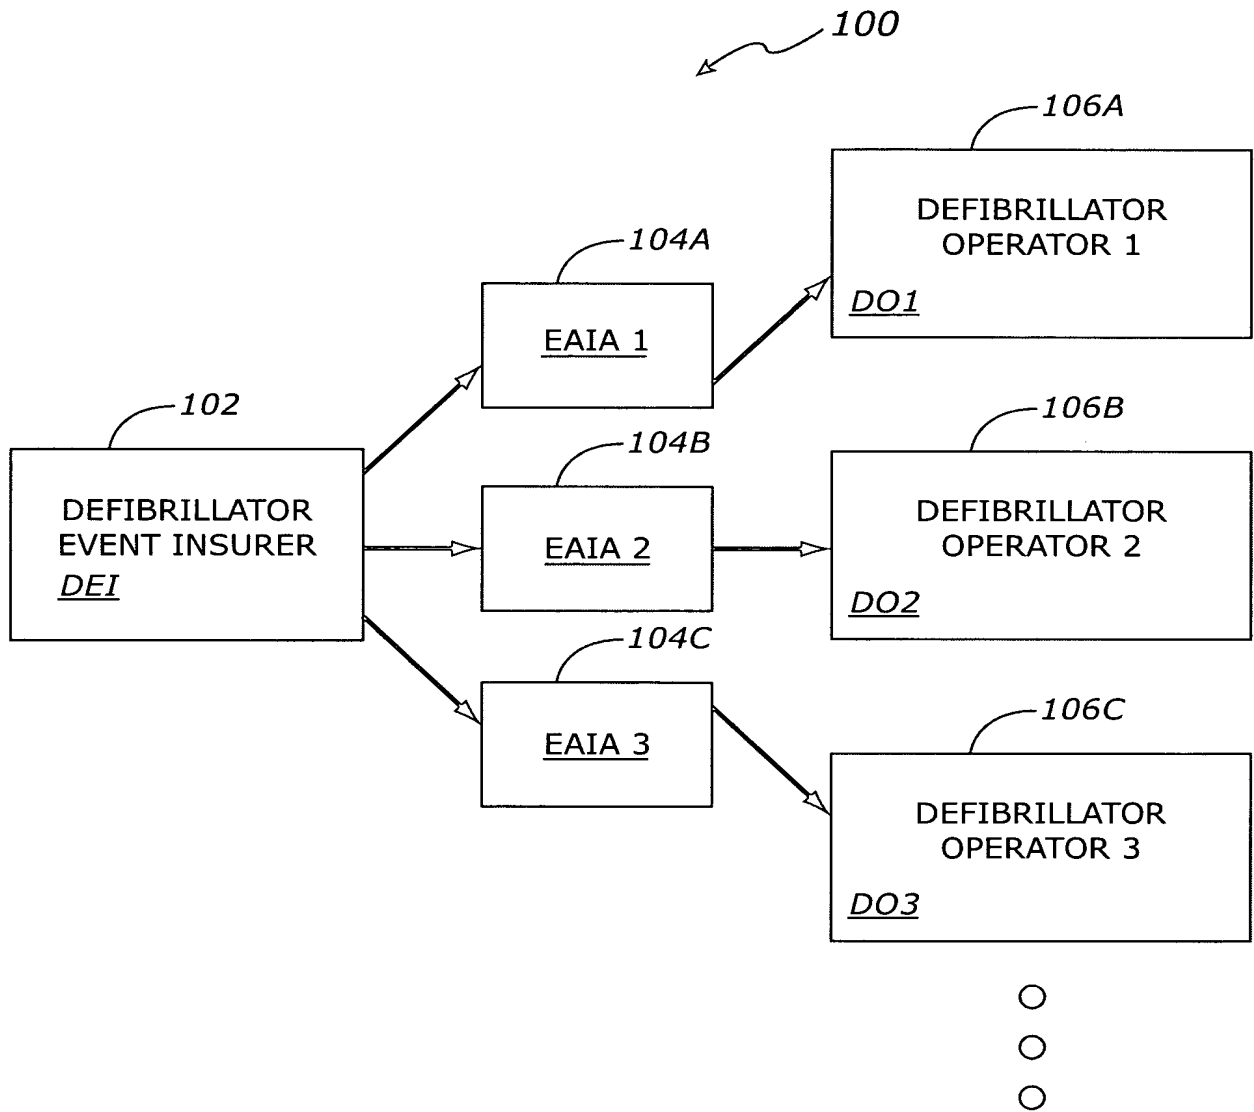 100
106A
DEFIBRILLATOR
OPERATOR 1
DO1
104A
EAIA 1
102
DEFIBRILLATOR
EVENT INSURER
DEI
104B
EAIA 2
106B
DEFIBRILLATOR
OPERATOR 2
DO2
104C
EAIA 3
106C
DEFIBRILLATOR
OPERATOR 3
DO3